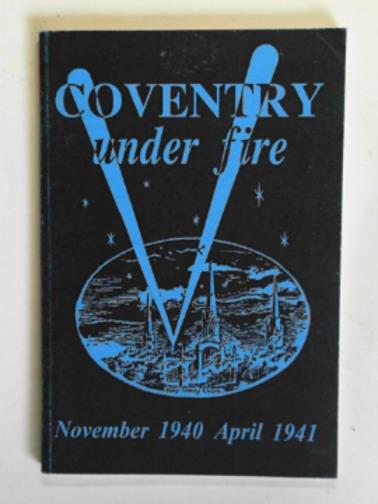 COVENTRY
under fire
November 1940 April 1941